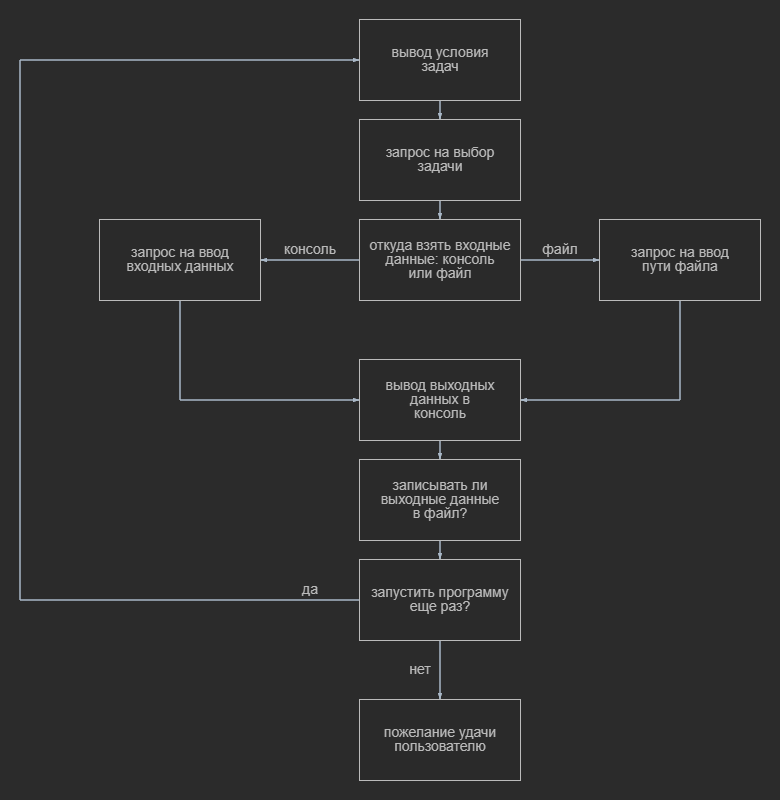 вывод условия
задач
запрос на выбор
задачи
запрос на ввод
входных данных
консоль
откуда взять входные
данные: консоль
или файл
файл
запрос на ввод
пути файла
вывод выходных
данных в
консоль
записывать ли
выходные данные
в файл?
да
запустить программу
еще раз?
нет
пожелание удачи
пользователю